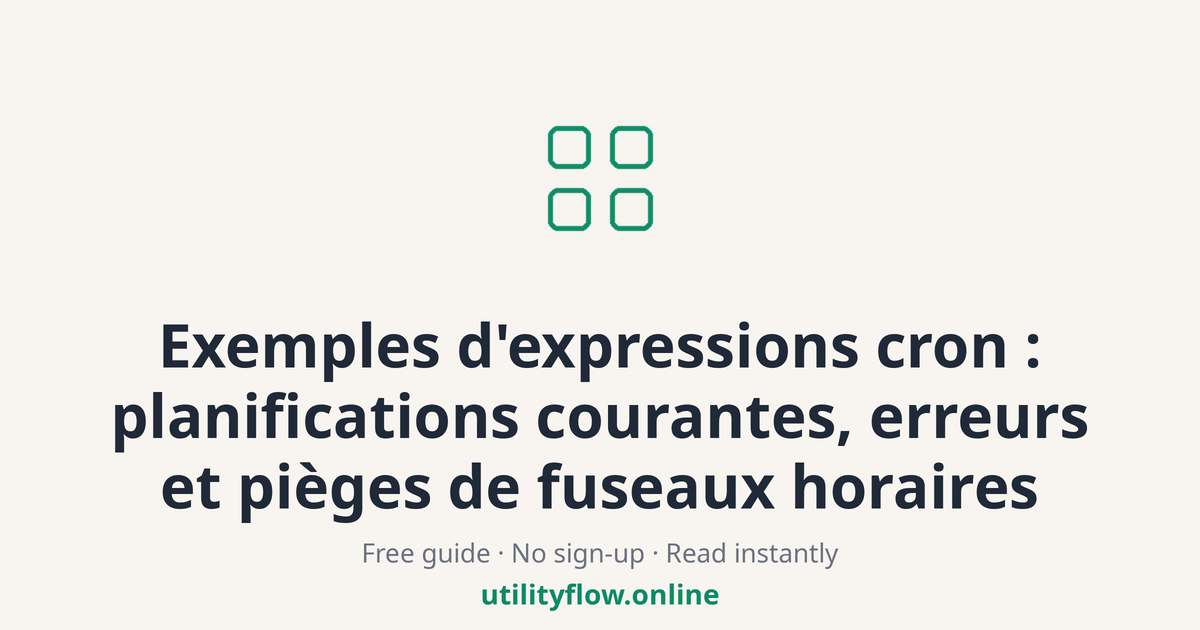 Exemples d'expressions cron :
planifications courantes, erreurs
et pièges de fuseaux horaires
Free guide · No sign-up · Read instantly
utilityflow.online